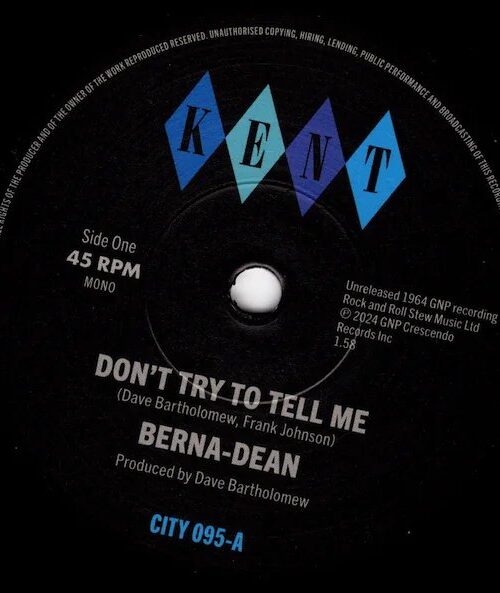 ALL RIGHTS OF THE PRODUCER AND OF THE OWNER OF THE WORK REPRODUCED RESERVED. UNAUTHORISED COPYING, HIRING, LENDING, PUBLIC PERFORMANCE AND BROADCASTING OF THIS RECORDING
KENT
Side One
45 RPM
MONO
Unreleased 1964 GNP recording
Rock and Roll Stew Music Ltd
℗ 2024 GNP Crescendo
Records Inc
1.58
DON'T TRY TO TELL ME
(Dave Bartholomew, Frank Johnson)
BERNA-DEAN
Produced by Dave Bartholomew
CITY 095-A